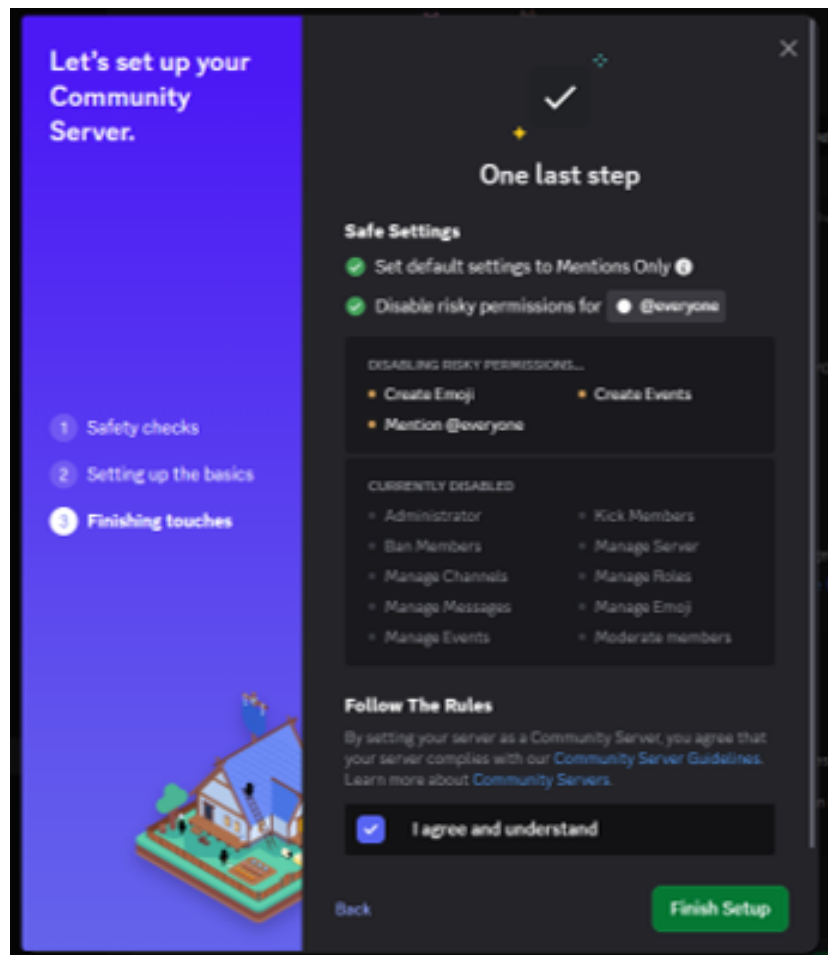 Let's set up your
Community
Server.
1 Safety checks
2 Setting up the basics
3 Finishing touches
One last step
Safe Settings
Set default settings to Mentions Only
Disable risky permissions for @everyone
DISABLING RISKY PERMISSIONS...
Create Emoji
Create Events
Mention @everyone
CURRENTLY DISABLED
Administrator
Kick Members
Ban Members
Manage Server
Manage Channels
Manage Roles
Manage Messages
Manage Emoji
Manage Events
Moderate members
Follow The Rules
By setting your server as a Community Server, you agree that
your server complies with our Community Server Guidelines.
Learn more about Community Servers.
I agree and understand
Back
Finish Setup